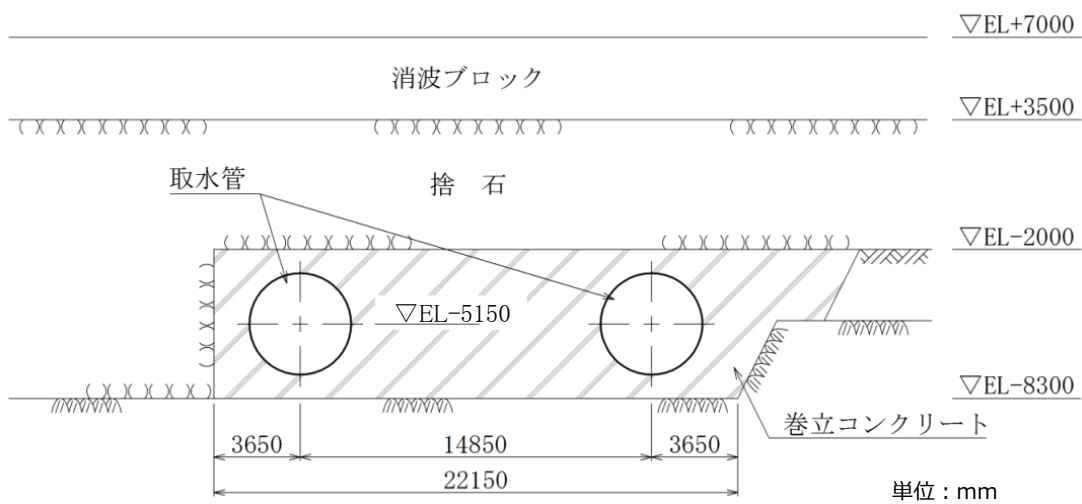 ▽EL+7000
消波ブロック
▽EL+3500
取水管
捨 石
▽EL-2000
▽EL-5150
▽EL-8300
巻立コンクリート
3650
14850
3650
22150
単位：mm